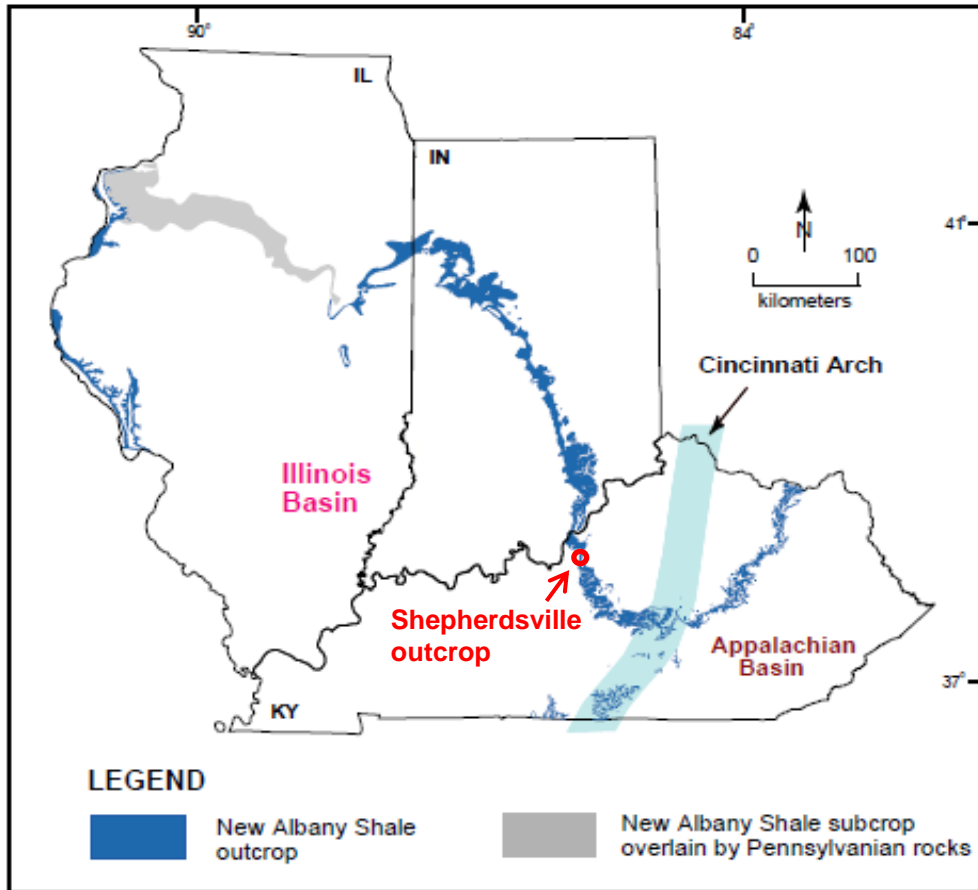 90°
84°
IL
IN
41°
N
0 100
kilometers
Cincinnati Arch
Illinois
Basin
Shepherdsville
outcrop
Appalachian
Basin
37°
KY
LEGEND
New Albany Shale
outcrop
New Albany Shale subcrop
overlain by Pennsylvanian rocks